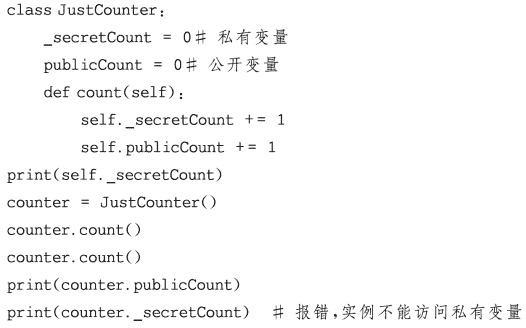 class JustCounter:
    _secretCount = 0# 私有变量
    publicCount = 0# 公开变量
    def count(self):
        self._secretCount += 1
        self.publicCount += 1
print(self._secretCount)
counter = JustCounter()
counter.count()
counter.count()
print(counter.publicCount)
print(counter._secretCount)  # 报错,实例不能访问私有变量